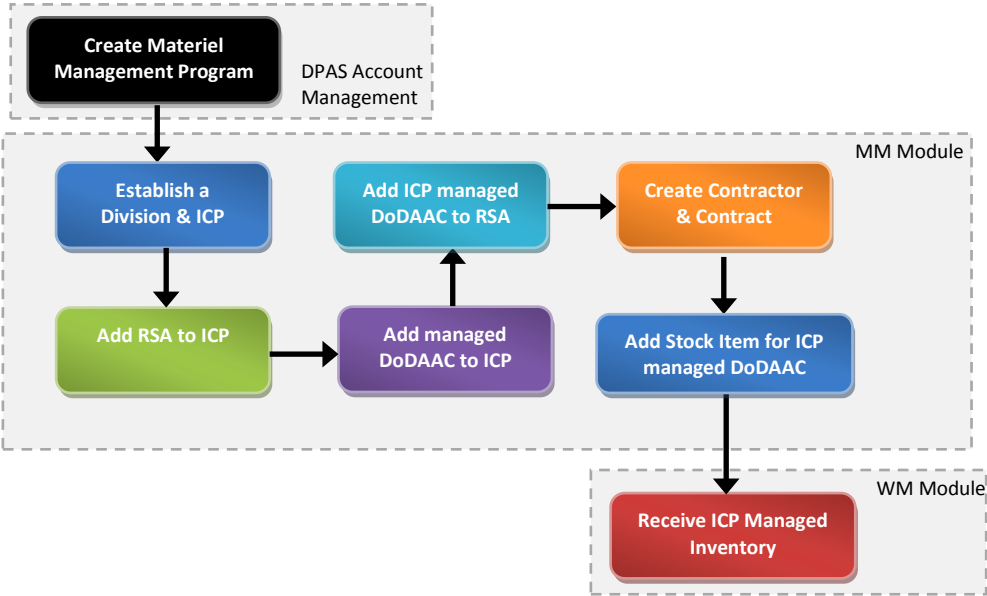 Create Materiel
Management Program
DPAS Account
Management
MM Module
Establish a
Division & ICP
Add ICP managed
DoDAAC to RSA
Create Contractor
& Contract
Add RSA to ICP
Add managed
DoDAAC to ICP
Add Stock Item for ICP
managed DoDAAC
WM Module
Receive ICP Managed
Inventory